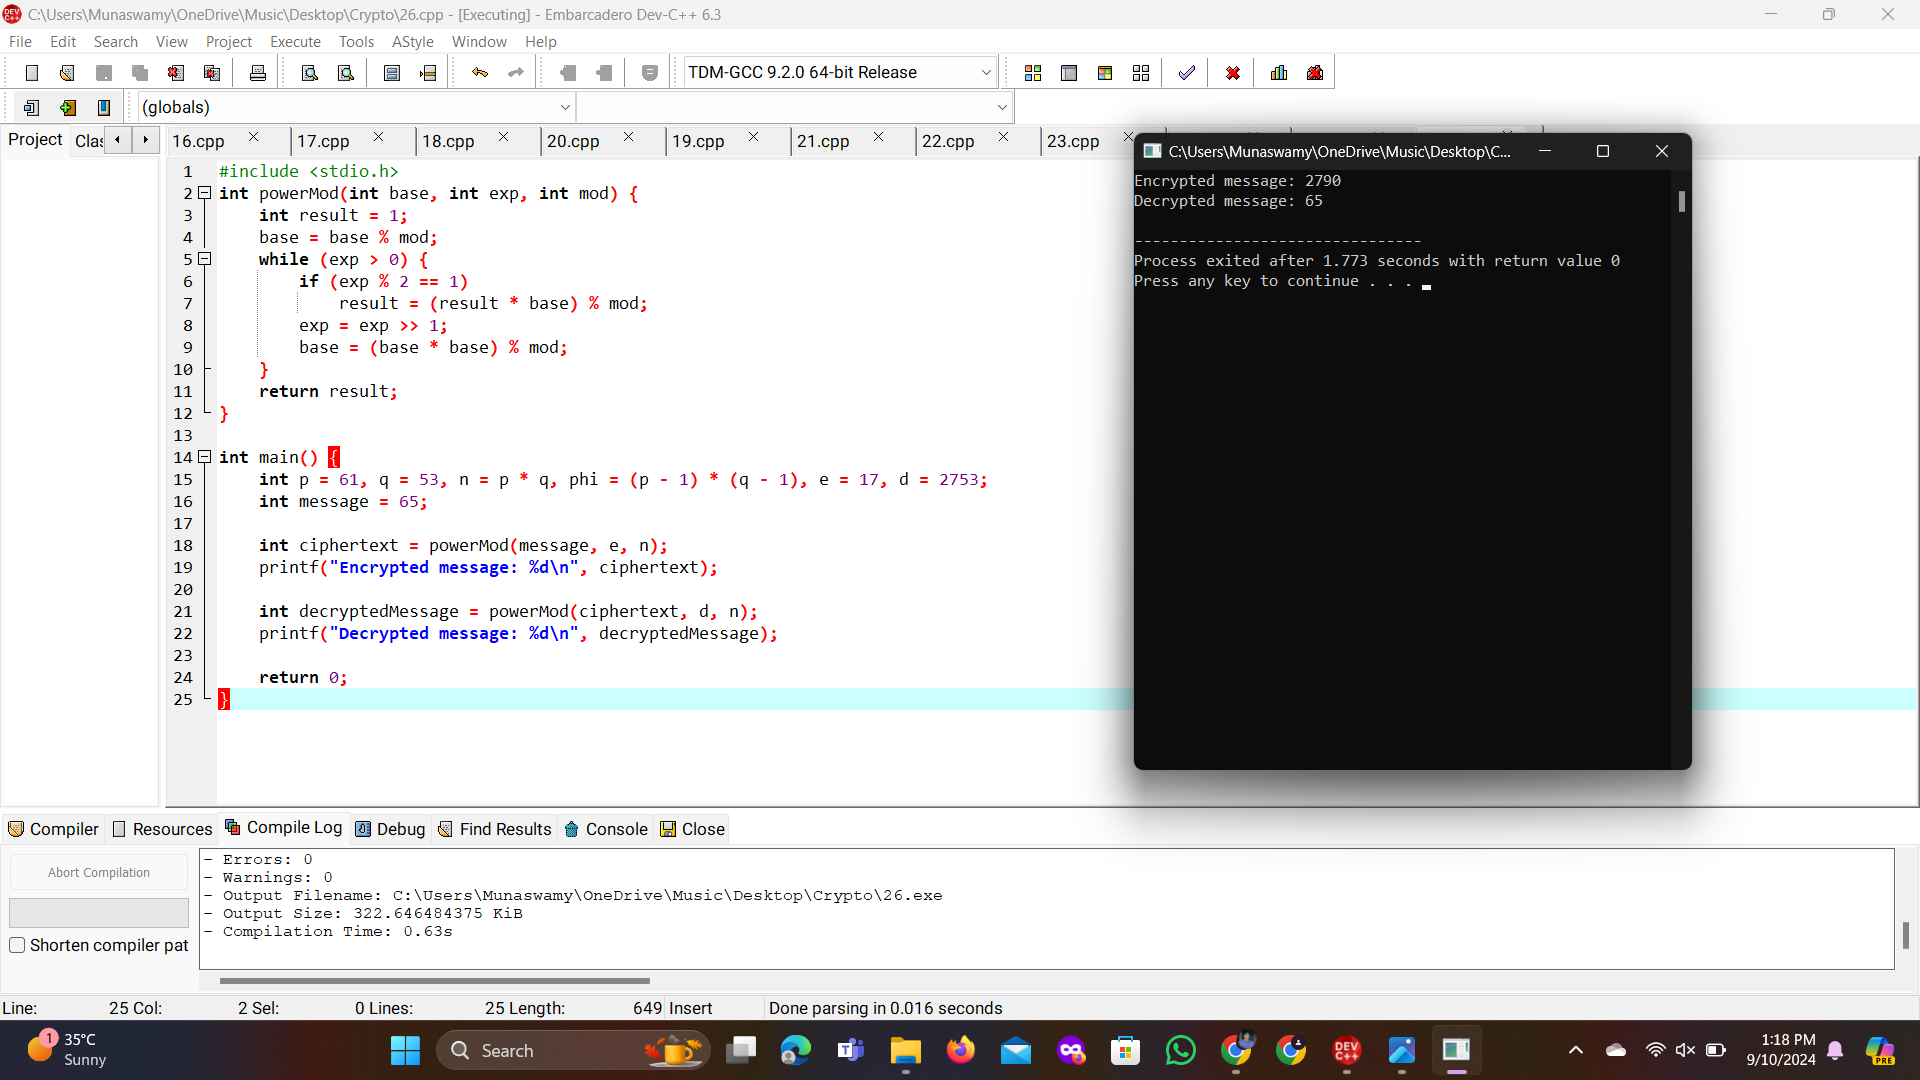 C:\Users\Munaswamy\OneDrive\Music\Desktop\Crypto\26.cpp - [Executing] - Embarcadero Dev-C++ 6.3
File Edit Search View Project Execute Tools AStyle Window Help
TDM-GCC 9.2.0 64-bit Release
(globals)
Project Clas 16.cpp 17.cpp 18.cpp 20.cpp 19.cpp 21.cpp 22.cpp 23.cpp
1 #include <stdio.h>
2 int powerMod(int base, int exp, int mod) {
3 int result = 1;
4 base = base % mod;
5 while (exp > 0) {
6 if (exp % 2 == 1)
7 result = (result * base) % mod;
8 exp = exp >> 1;
9 base = (base * base) % mod;
10 }
11 return result;
12 }
13
14 int main() {
15 int p = 61, q = 53, n = p * q, phi = (p - 1) * (q - 1), e = 17, d = 2753;
16 int message = 65;
17
18 int ciphertext = powerMod(message, e, n);
19 printf("Encrypted message: %d\n", ciphertext);
20
21 int decryptedMessage = powerMod(ciphertext, d, n);
22 printf("Decrypted message: %d\n", decryptedMessage);
23
24 return 0;
25 }
C:\Users\Munaswamy\OneDrive\Music\Desktop\C...
Encrypted message: 2790
Decrypted message: 65
--------------------------------
Process exited after 1.773 seconds with return value 0
Press any key to continue . . .
Compiler Resources Compile Log Debug Find Results Console Close
Abort Compilation
Shorten compiler pat
- Errors: 0
- Warnings: 0
- Output Filename: C:\Users\Munaswamy\OneDrive\Music\Desktop\Crypto\26.exe
- Output Size: 322.646484375 KiB
- Compilation Time: 0.63s
Line: 25 Col: 2 Sel: 0 Lines: 25 Length: 649 Insert Done parsing in 0.016 seconds
1
35°C
Sunny
Search
DEV C++
1:18 PM
9/10/2024
PRE